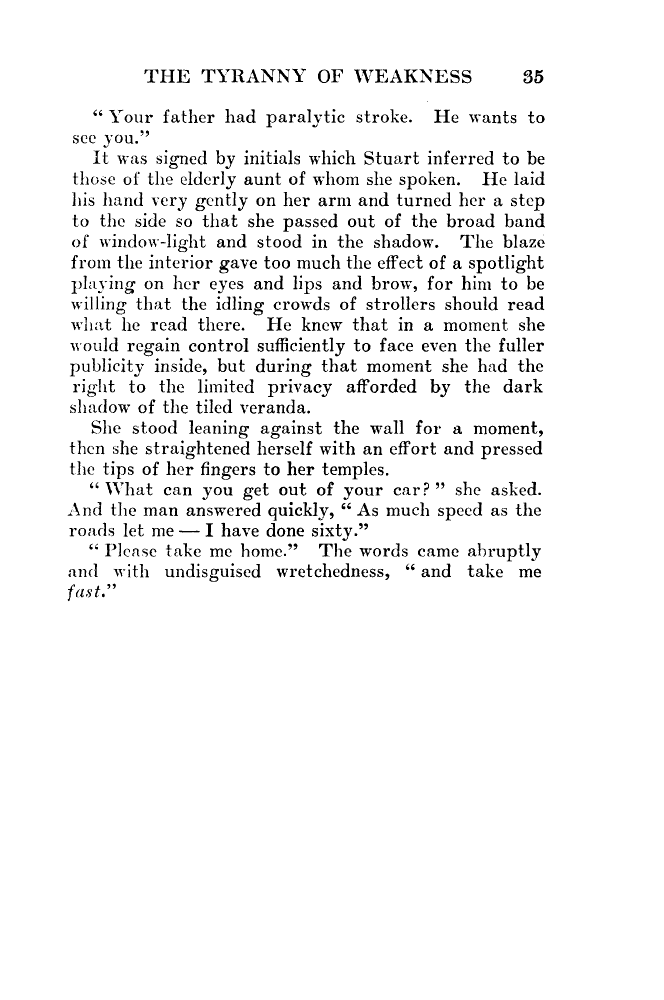 THE TYRANNY OF WEAKNESS 35
“ Your father had paralytic stroke. He wants to
see you.”
It was signed by initials which Stuart inferred to be
those of the elderly aunt of whom she spoken. He laid
his hand very gently on her arm and turned her a step
to the side so that she passed out of the broad band
of window-light and stood in the shadow. The blaze
from the interior gave too much the effect of a spotlight
playing on her eyes and lips and brow, for him to be
willing that the idling crowds of strollers should read
what he read there. He knew that in a moment she
would regain control sufficiently to face even the fuller
publicity inside, but during that moment she had the
right to the limited privacy afforded by the dark
shadow of the tiled veranda.
She stood leaning against the wall for a moment,
then she straightened herself with an effort and pressed
the tips of her fingers to her temples.
“ What can you get out of your car? ” she asked.
And the man answered quickly, “ As much speed as the
roads let me — I have done sixty.”
“ Please take me home.” The words came abruptly
and with undisguised wretchedness, “ and take me
fast.”